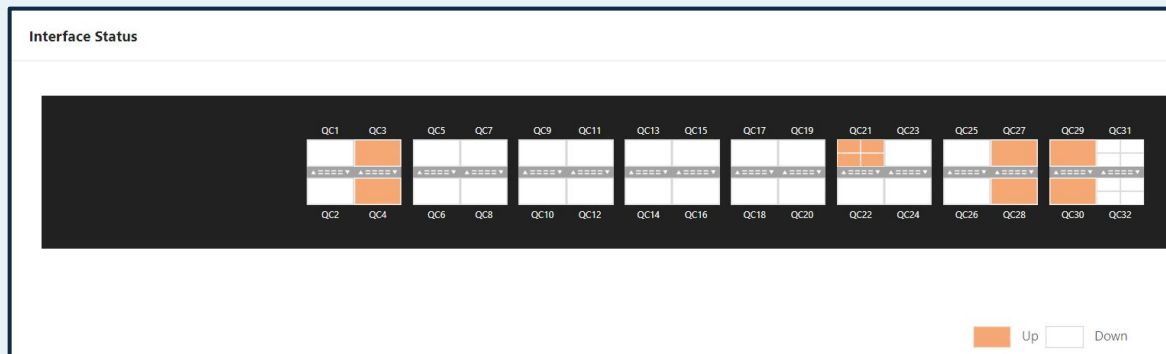 Interface Status
QC1 QC3 QC5 QC7 QC9 QC11 QC13 QC15 QC17 QC19 QC21 QC23 QC25 QC27 QC29 QC31
QC2 QC4 QC6 QC8 QC10 QC12 QC14 QC16 QC18 QC20 QC22 QC24 QC26 QC28 QC30 QC32
Up Down